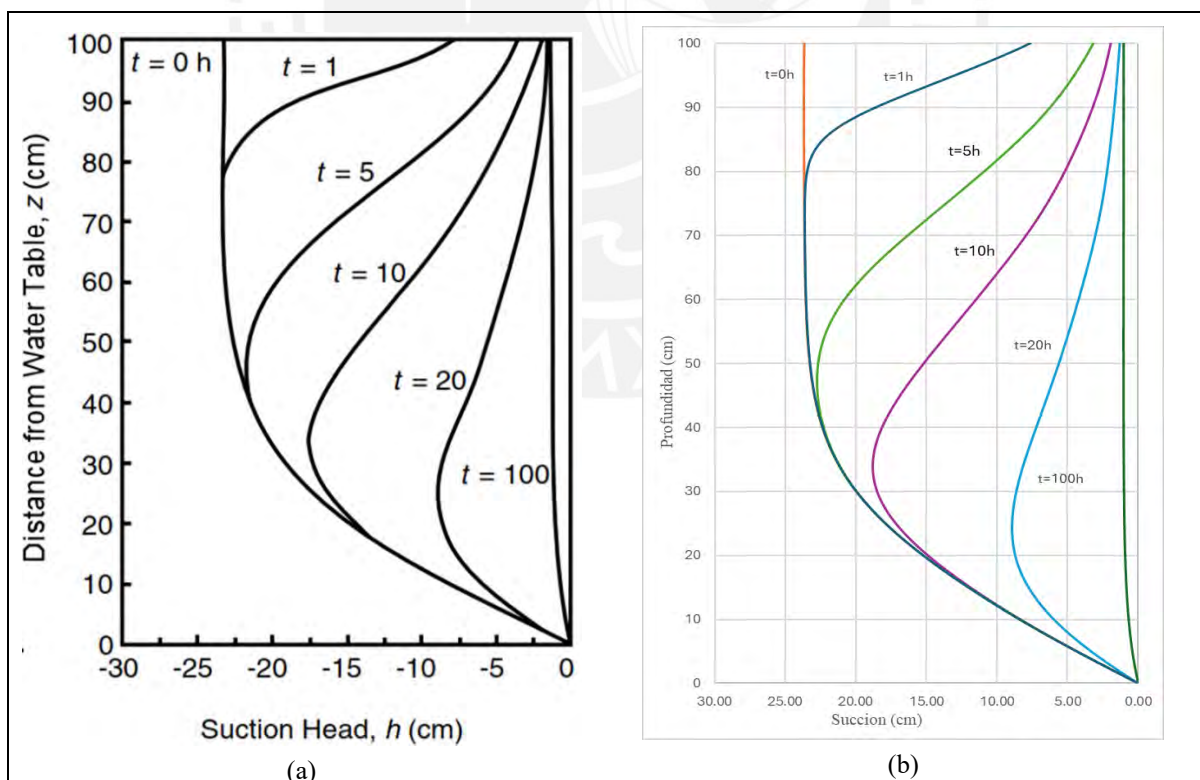 100
90
80
70
60
50
40
30
20
10
0
Distance from Water Table, z (cm)
t = 0 h
t = 1
t = 5
t = 10
t = 20
t = 100
-30 -25 -20 -15 -10 -5 0
Suction Head, h (cm)
(a)
100
90
80
70
60
50
40
30
20
10
0
Profundidad (cm)
t=0h
t=1h
t=5h
t=10h
t=20h
t=100h
30.00 25.00 20.00 15.00 10.00 5.00 0.00
Succion (cm)
(b)